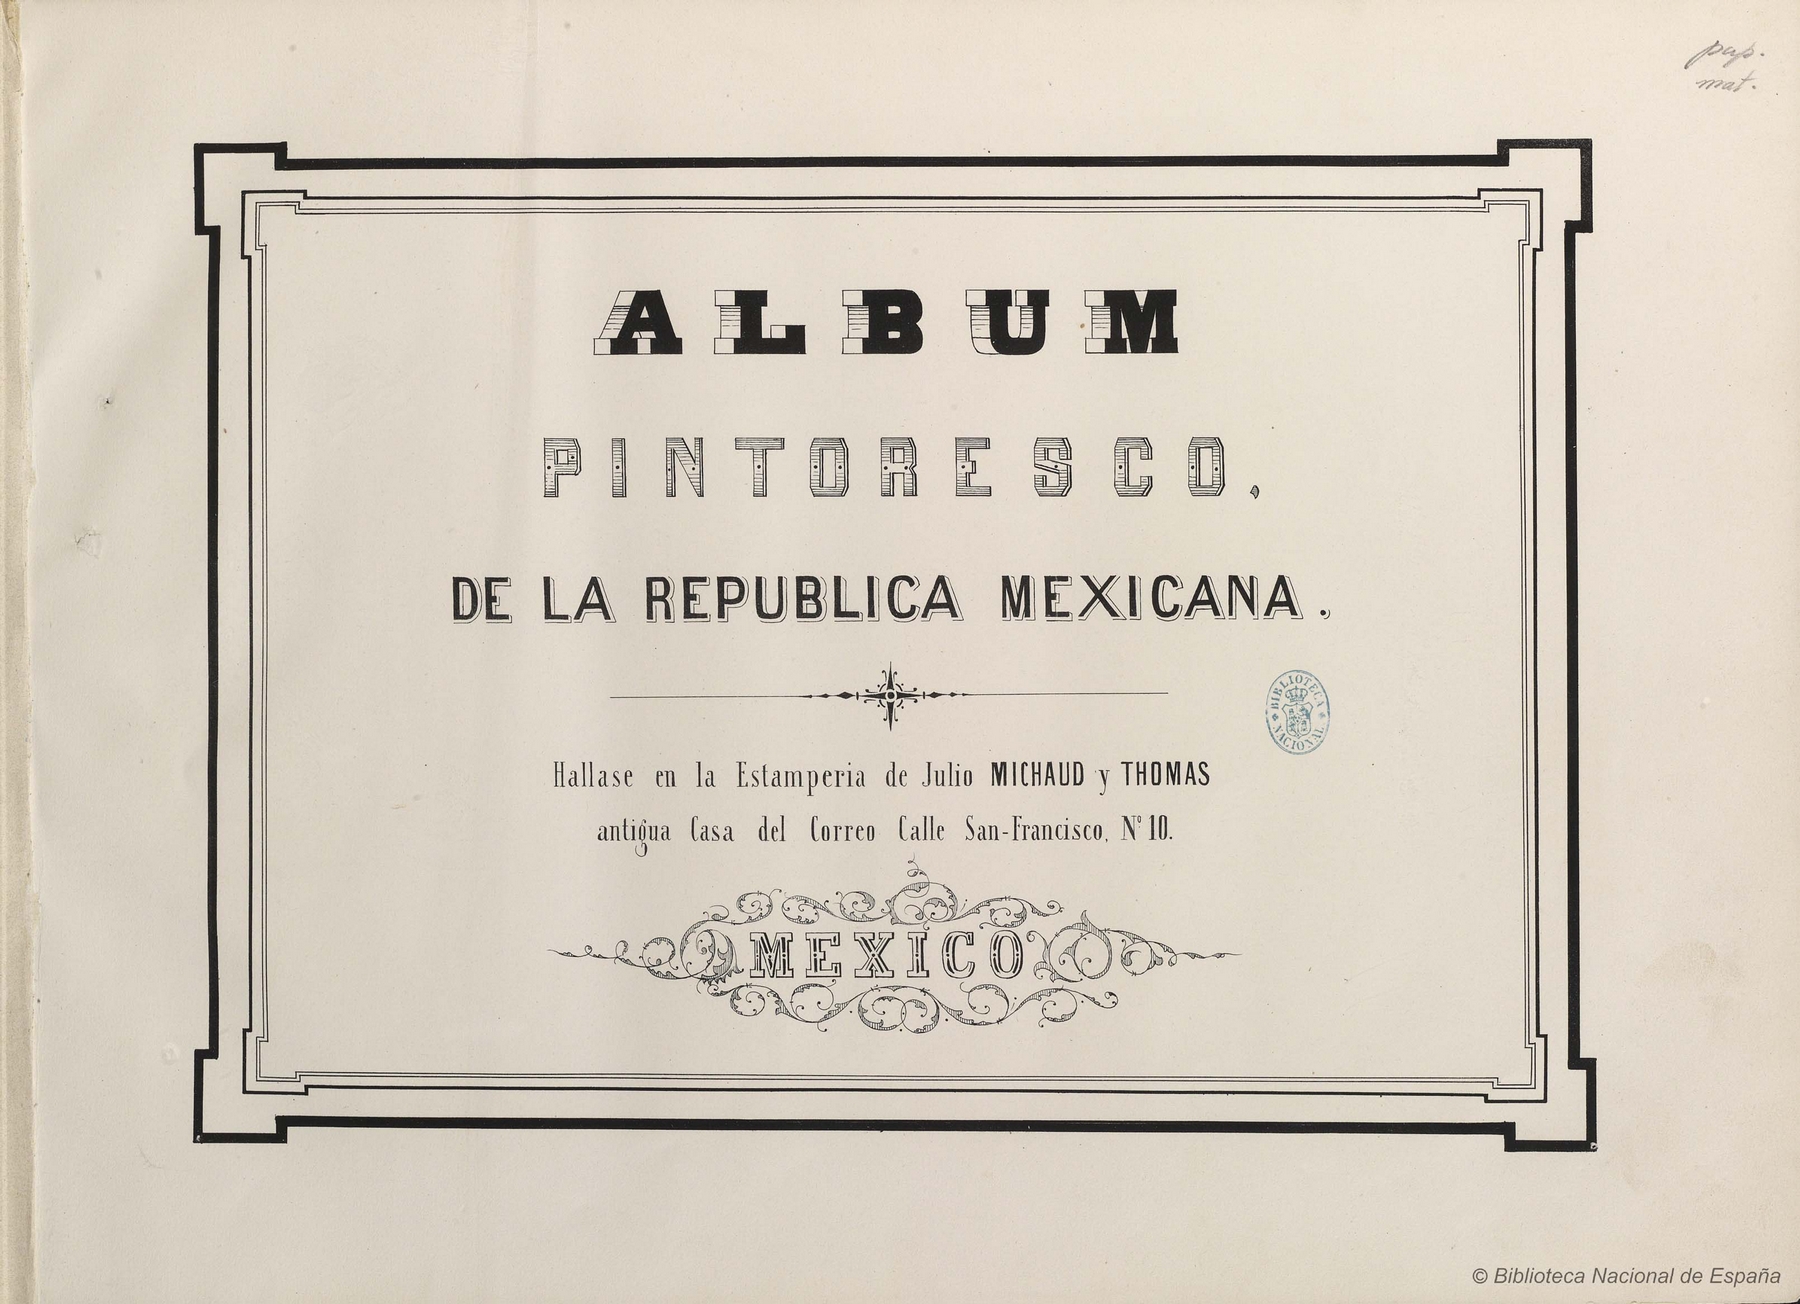 pap.
mat.
ALBUM
PINTORESCO,
DE LA REPUBLICA MEXICANA.
BIBLIOTECA NACIONAL
Hallase en la Estamperia de Julio MICHAUD y THOMAS
antigua Casa del Correo Calle San-Francisco, Nº 10.
MEXICO
© Biblioteca Nacional de España